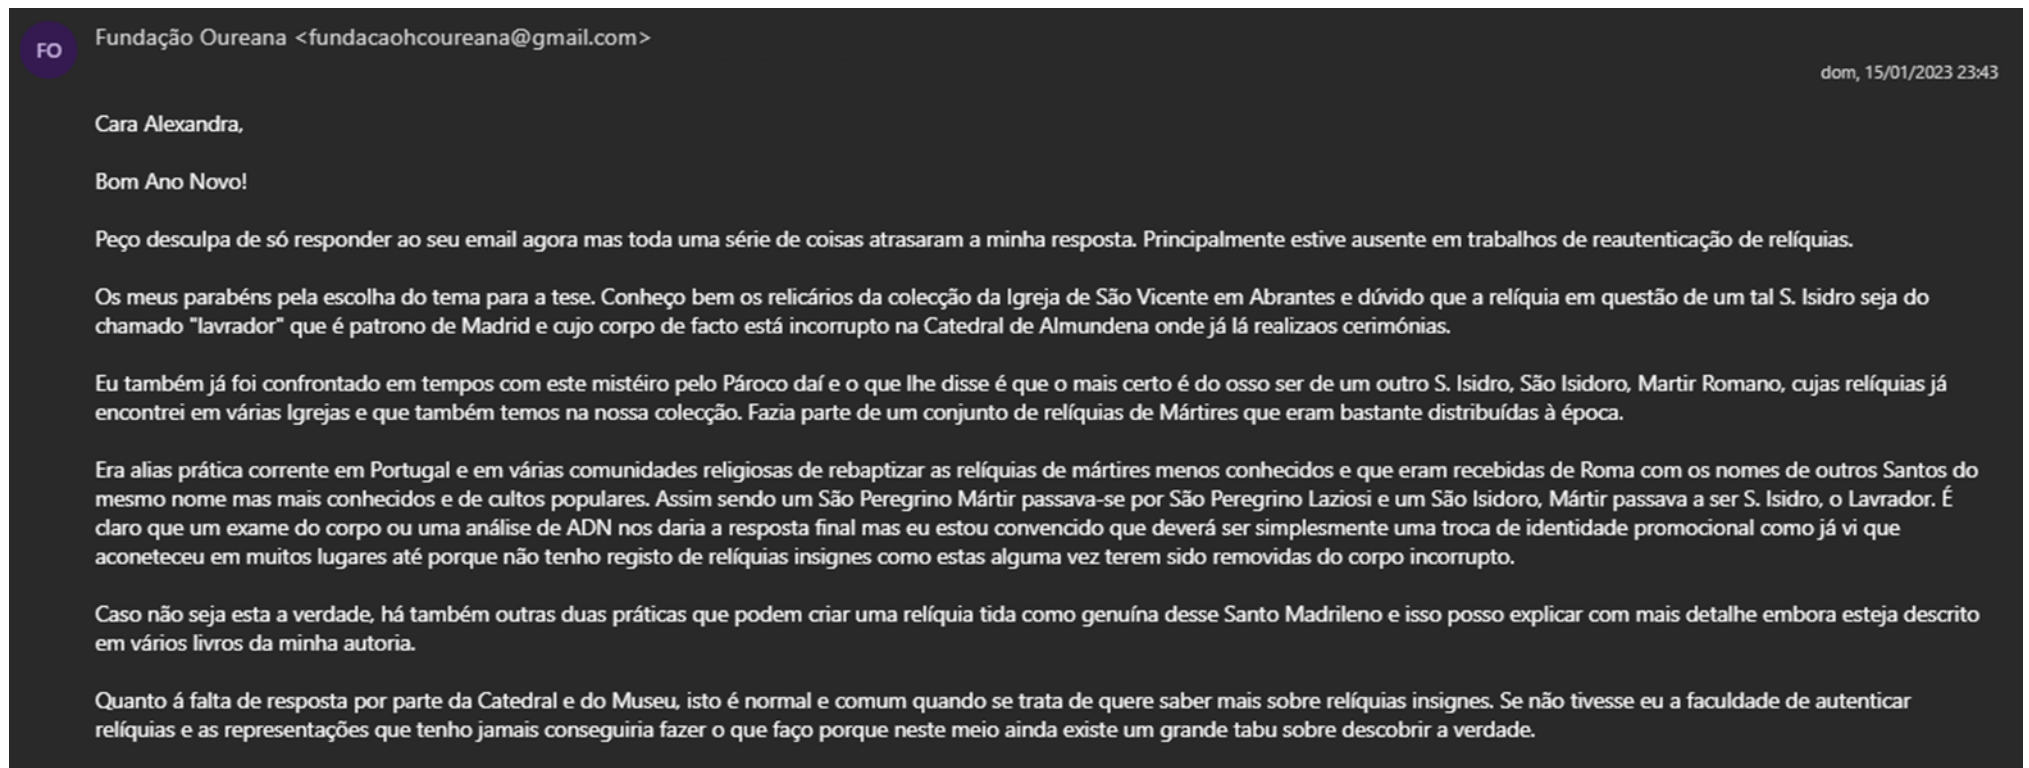 FO
Fundação Oureana <fundacaohcoureana@gmail.com>
dom, 15/01/2023 23:43
Cara Alexandra,
Bom Ano Novo!
Peço desculpa de só responder ao seu email agora mas toda uma série de coisas atrasaram a minha resposta. Principalmente estive ausente em trabalhos de reautenticação de relíquias.
Os meus parabéns pela escolha do tema para a tese. Conheço bem os relicários da colecção da Igreja de São Vicente em Abrantes e dúvido que a relíquia em questão de um tal S. Isidro seja do
chamado "lavrador" que é patrono de Madrid e cujo corpo de facto está incorrupto na Catedral de Almundena onde já lá realizaos cerimónias.
Eu também já foi confrontado em tempos com este mistéiro pelo Pároco daí e o que lhe disse é que o mais certo é do osso ser de um outro S. Isidro, São Isidoro, Martir Romano, cujas relíquias já
encontrei em várias Igrejas e que também temos na nossa colecção. Fazia parte de um conjunto de relíquias de Mártires que eram bastante distribuídas à época.
Era alias prática corrente em Portugal e em várias comunidades religiosas de rebaptizar as relíquias de mártires menos conhecidos e que eram recebidas de Roma com os nomes de outros Santos do
mesmo nome mas mais conhecidos e de cultos populares. Assim sendo um São Peregrino Mártir passava-se por São Peregrino Laziosi e um São Isidoro, Mártir passava a ser S. Isidro, o Lavrador. É
claro que um exame do corpo ou uma análise de ADN nos daria a resposta final mas eu estou convencido que deverá ser simplesmente uma troca de identidade promocional como já vi que
aconeteceu em muitos lugares até porque não tenho registo de relíquias insignes como estas alguma vez terem sido removidas do corpo incorrupto.
Caso não seja esta a verdade, há também outras duas práticas que podem criar uma relíquia tida como genuína desse Santo Madrileno e isso posso explicar com mais detalhe embora esteja descrito
em vários livros da minha autoria.
Quanto á falta de resposta por parte da Catedral e do Museu, isto é normal e comum quando se trata de quere saber mais sobre relíquias insignes. Se não tivesse eu a faculdade de autenticar
relíquias e as representações que tenho jamais conseguiria fazer o que faço porque neste meio ainda existe um grande tabu sobre descobrir a verdade.